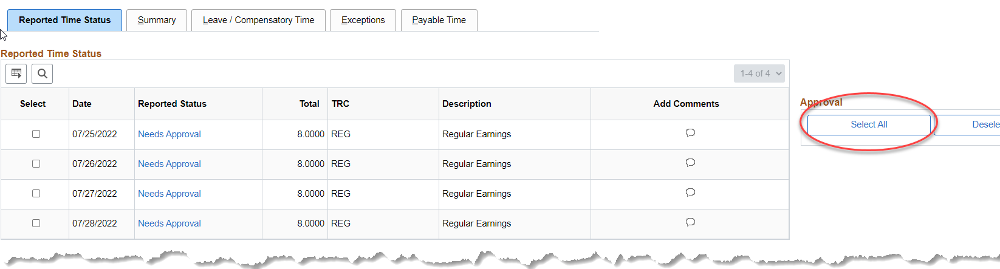 Reported Time Status Summary Leave / Compensatory Time Exceptions Payable Time
Reported Time Status
1-4 of 4
Select Date Reported Status Total TRC Description Add Comments
07/25/2022 Needs Approval 8.0000 REG Regular Earnings
07/26/2022 Needs Approval 8.0000 REG Regular Earnings
07/27/2022 Needs Approval 8.0000 REG Regular Earnings
07/28/2022 Needs Approval 8.0000 REG Regular Earnings
Approval
Select All Desele